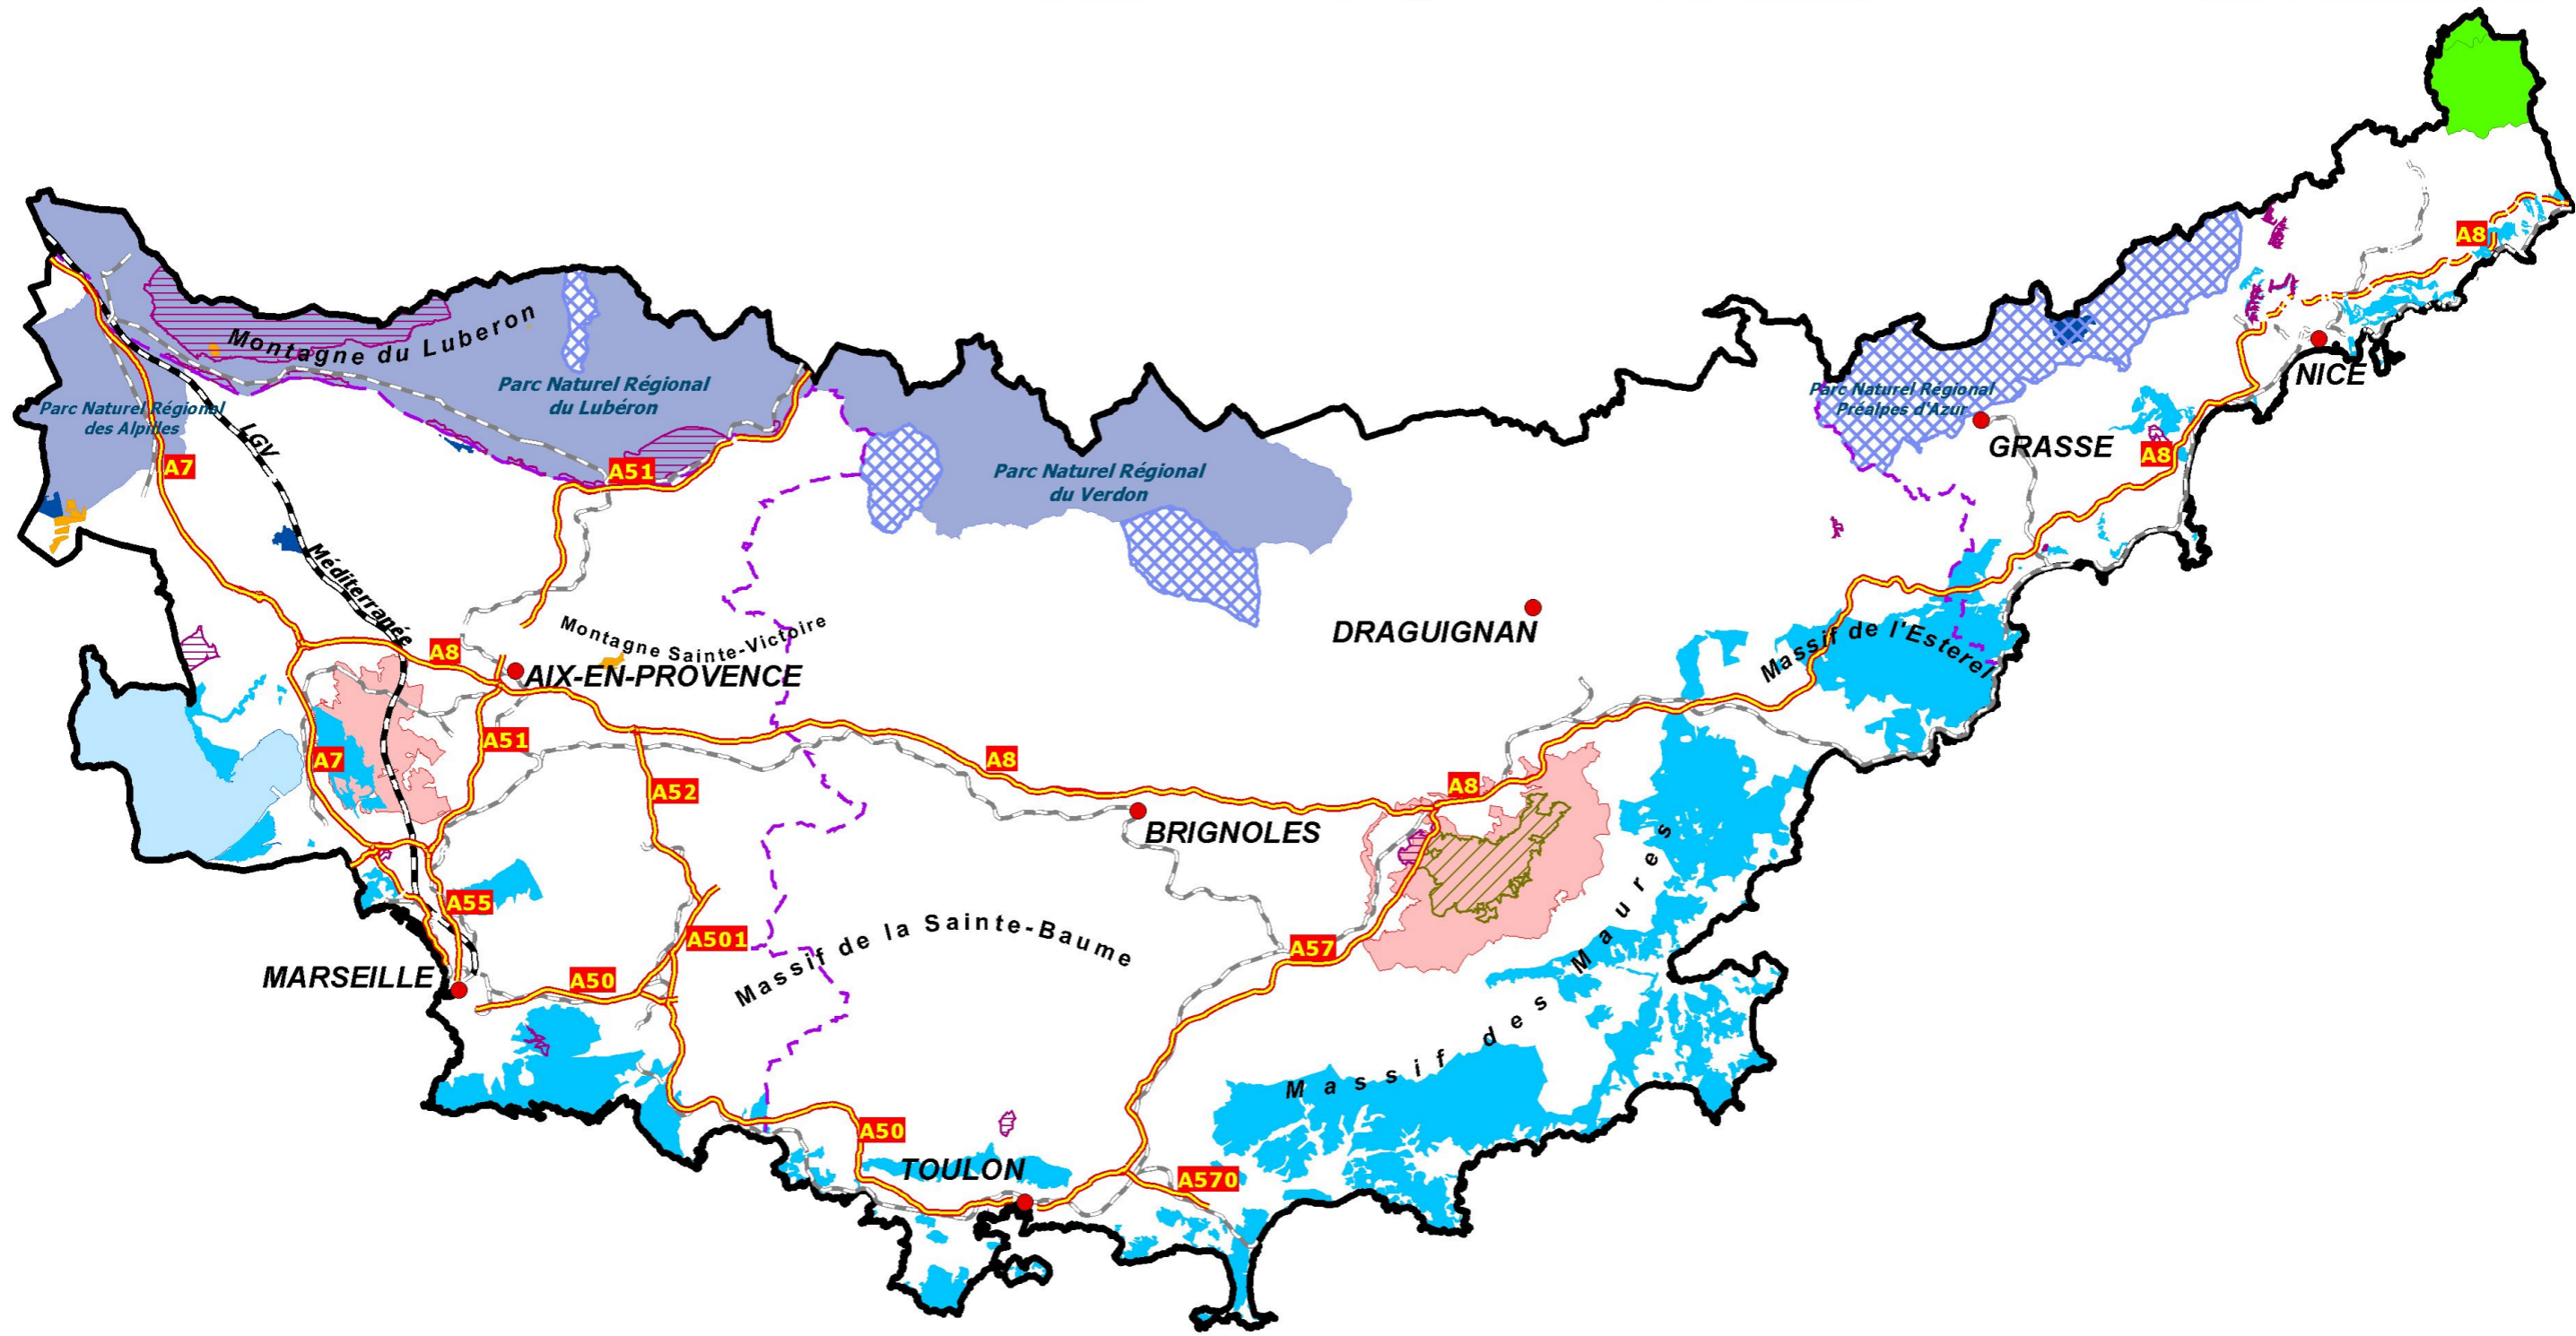 A8
Montagne du Luberon
Parc Naturel Régional
du Lubéron
Parc Naturel Régional
des Alpilles
LGV
Méditerranée
A7
A51
Parc Naturel Régional
du Verdon
Parc Naturel Régional
Préalpes d'Azur
NICE
GRASSE
A8
Montagne Sainte-Victoire
DRAGUIGNAN
Massif de l'Esterel
A8
AIX-EN-PROVENCE
A51
A7
A52
A8
A8
BRIGNOLES
A55
A501
A57
MARSEILLE
A50
Massif de la Sainte-Baume
Massif des Maures
A50
TOULON
A570